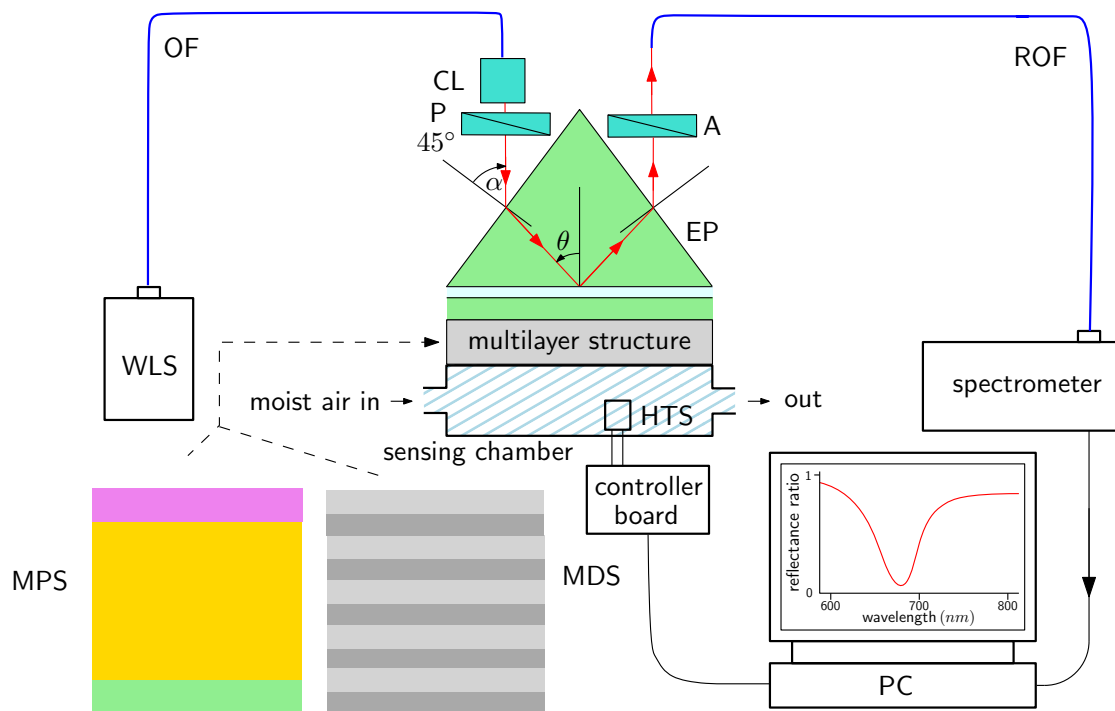 OF
ROF
CL
P
A
45°
α
EP
θ
WLS
multilayer structure
spectrometer
moist air in
out
HTS
sensing chamber
controller
board
MPS
MDS
reflectance ratio
1
0
600
700
800
wavelength (nm)
PC